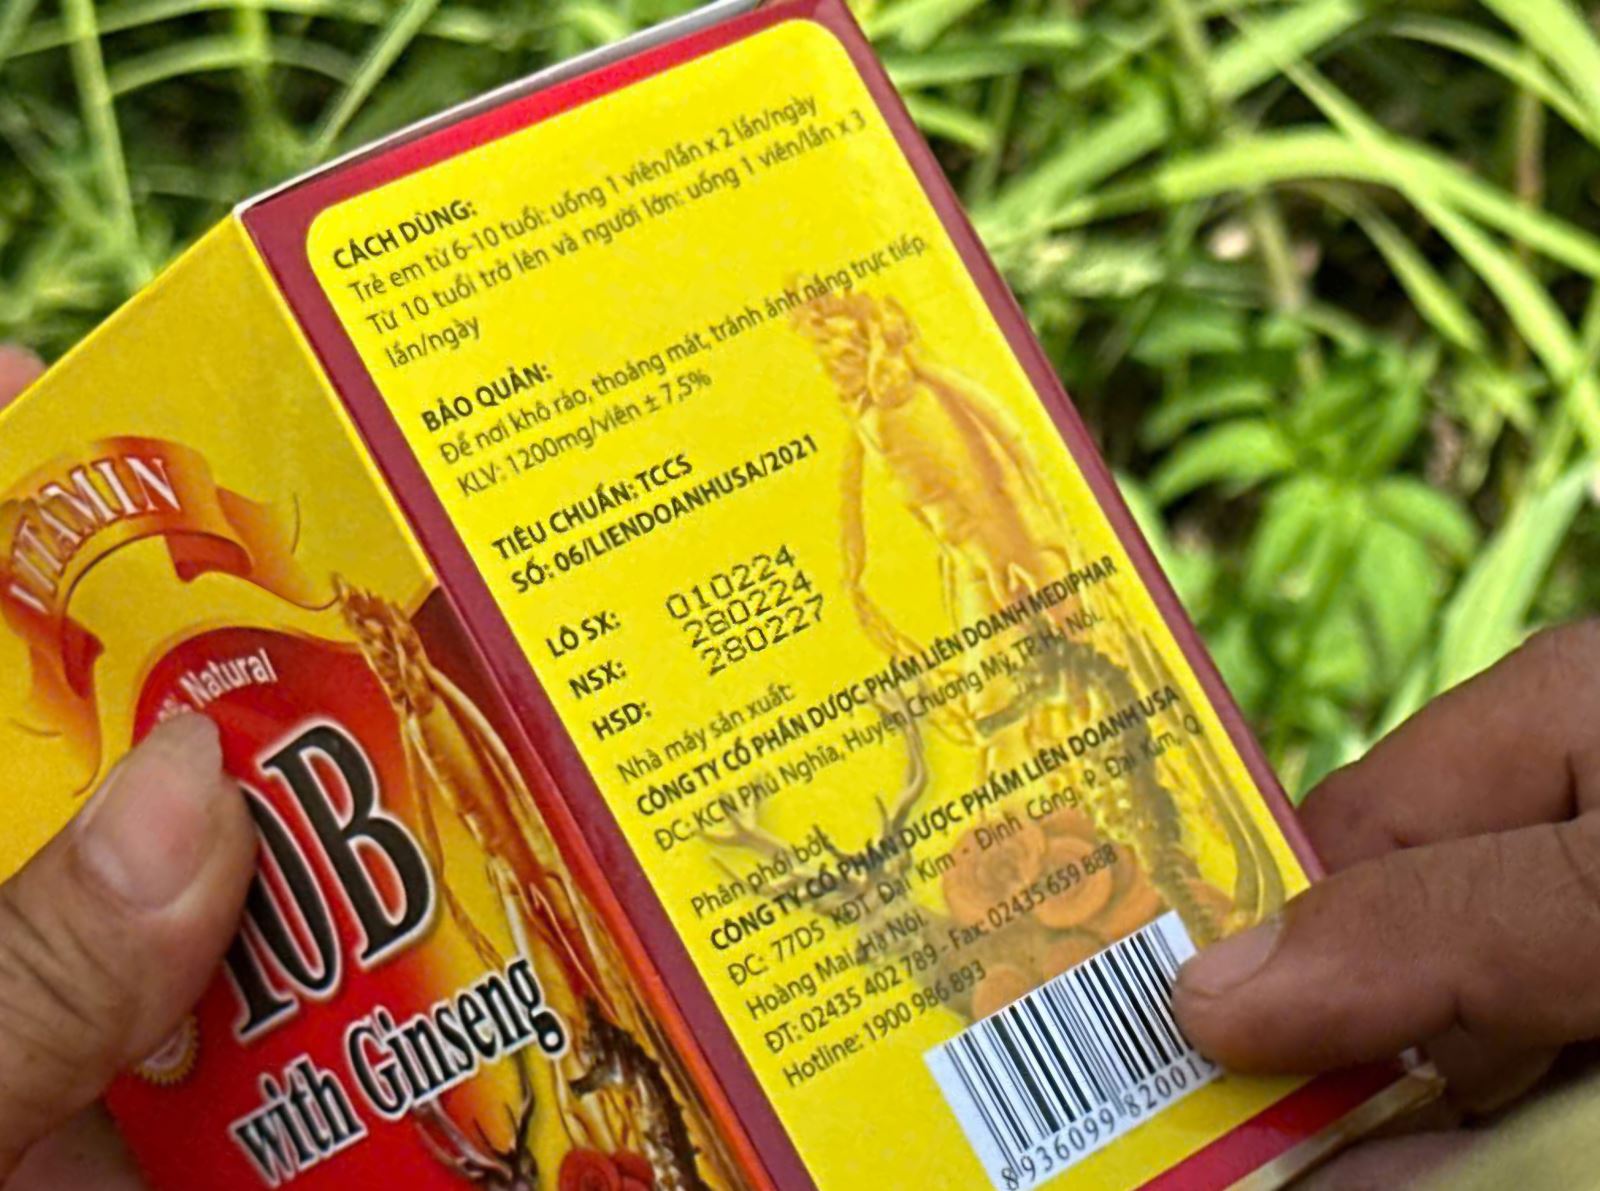 CÁCH DÙNG:
Trẻ em từ 6-10 tuổi: uống 1 viên/lần x 2 lần/ngày
Từ 10 tuổi trở lên và người lớn: uống 1 viên/lần x 3
lần/ngày
BẢO QUẢN:
Để nơi khô ráo, thoáng mát, tránh ánh nắng trực tiếp.
KLV: 1200mg/viên ± 7,5%
TIÊU CHUẨN: TCCS
SỐ: 06/LIENDOANHUSA/2021
LÔ SX: 010224
NSX: 280224
HSD: 280227
Nhà máy sản xuất:
CÔNG TY CỔ PHẦN DƯỢC PHẨM LIÊN DOANH MEDIPHAR
ĐC: KCN Phú Nghĩa, Huyện Chương Mỹ, TP. Hà Nội.
Phân phối bởi:
CÔNG TY CỔ PHẦN DƯỢC PHẨM LIÊN DOANH USA
ĐC: 77D5 KĐT Đại Kim - Định Công, P. Đại Kim, Q.
Hoàng Mai, Hà Nội.
ĐT: 02435 402 789 - Fax: 02435 659 888
Hotline: 1900 986 893
8 936099 82001
VITAMIN
Natural
10B
with Ginseng